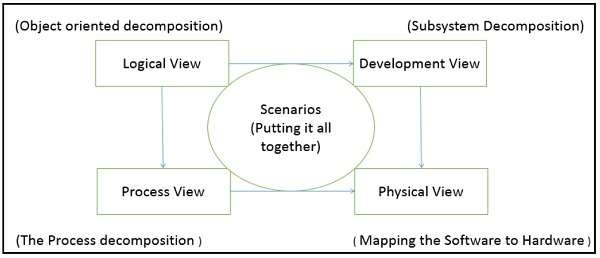 (Object oriented decomposition)
(Subsystem Decomposition)
Logical View
Development View
Scenarios
(Putting it all
together)
Process View
Physical View
(The Process decomposition )
( Mapping the Software to Hardware )